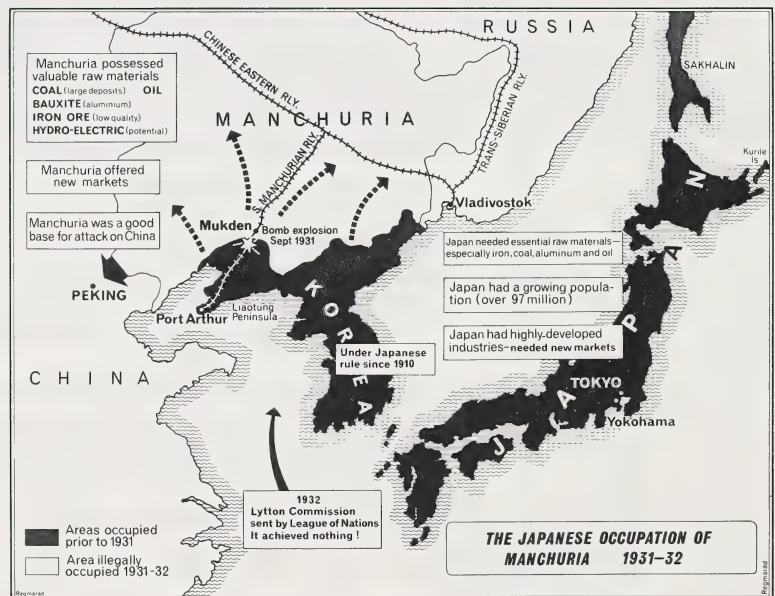 RUSSIA
SAKHALIN
Kurile
Is
CHINESE EASTERN RLY.
TRANS-SIBERIAN RLY.
MANCHURIA
S. MANCHURIAN RLY.
Manchuria possessed
valuable raw materials
COAL (large deposits) OIL
BAUXITE (aluminium)
IRON ORE (low quality)
HYDRO-ELECTRIC (potential)
Manchuria offered
new markets
Manchuria was a good
base for attack on China
Mukden
Bomb explosion
Sept 1931
Vladivostok
PEKING
Port Arthur
Liaotung
Peninsula
Japan needed essential raw materials—
especially iron, coal, aluminum and oil
Japan had a growing popula-
tion (over 97 million)
Japan had highly-developed
industries-needed new markets
KOREA
Under Japanese
rule since 1910
CHINA
JAPAN
TOKYO
Yokohama
1932
Lytton Commission
sent by League of Nations
It achieved nothing !
Areas occupied
prior to 1931
Area illegally
occupied 1931-32
THE JAPANESE OCCUPATION OF
MANCHURIA 1931–32
Regmarad
Regmarad